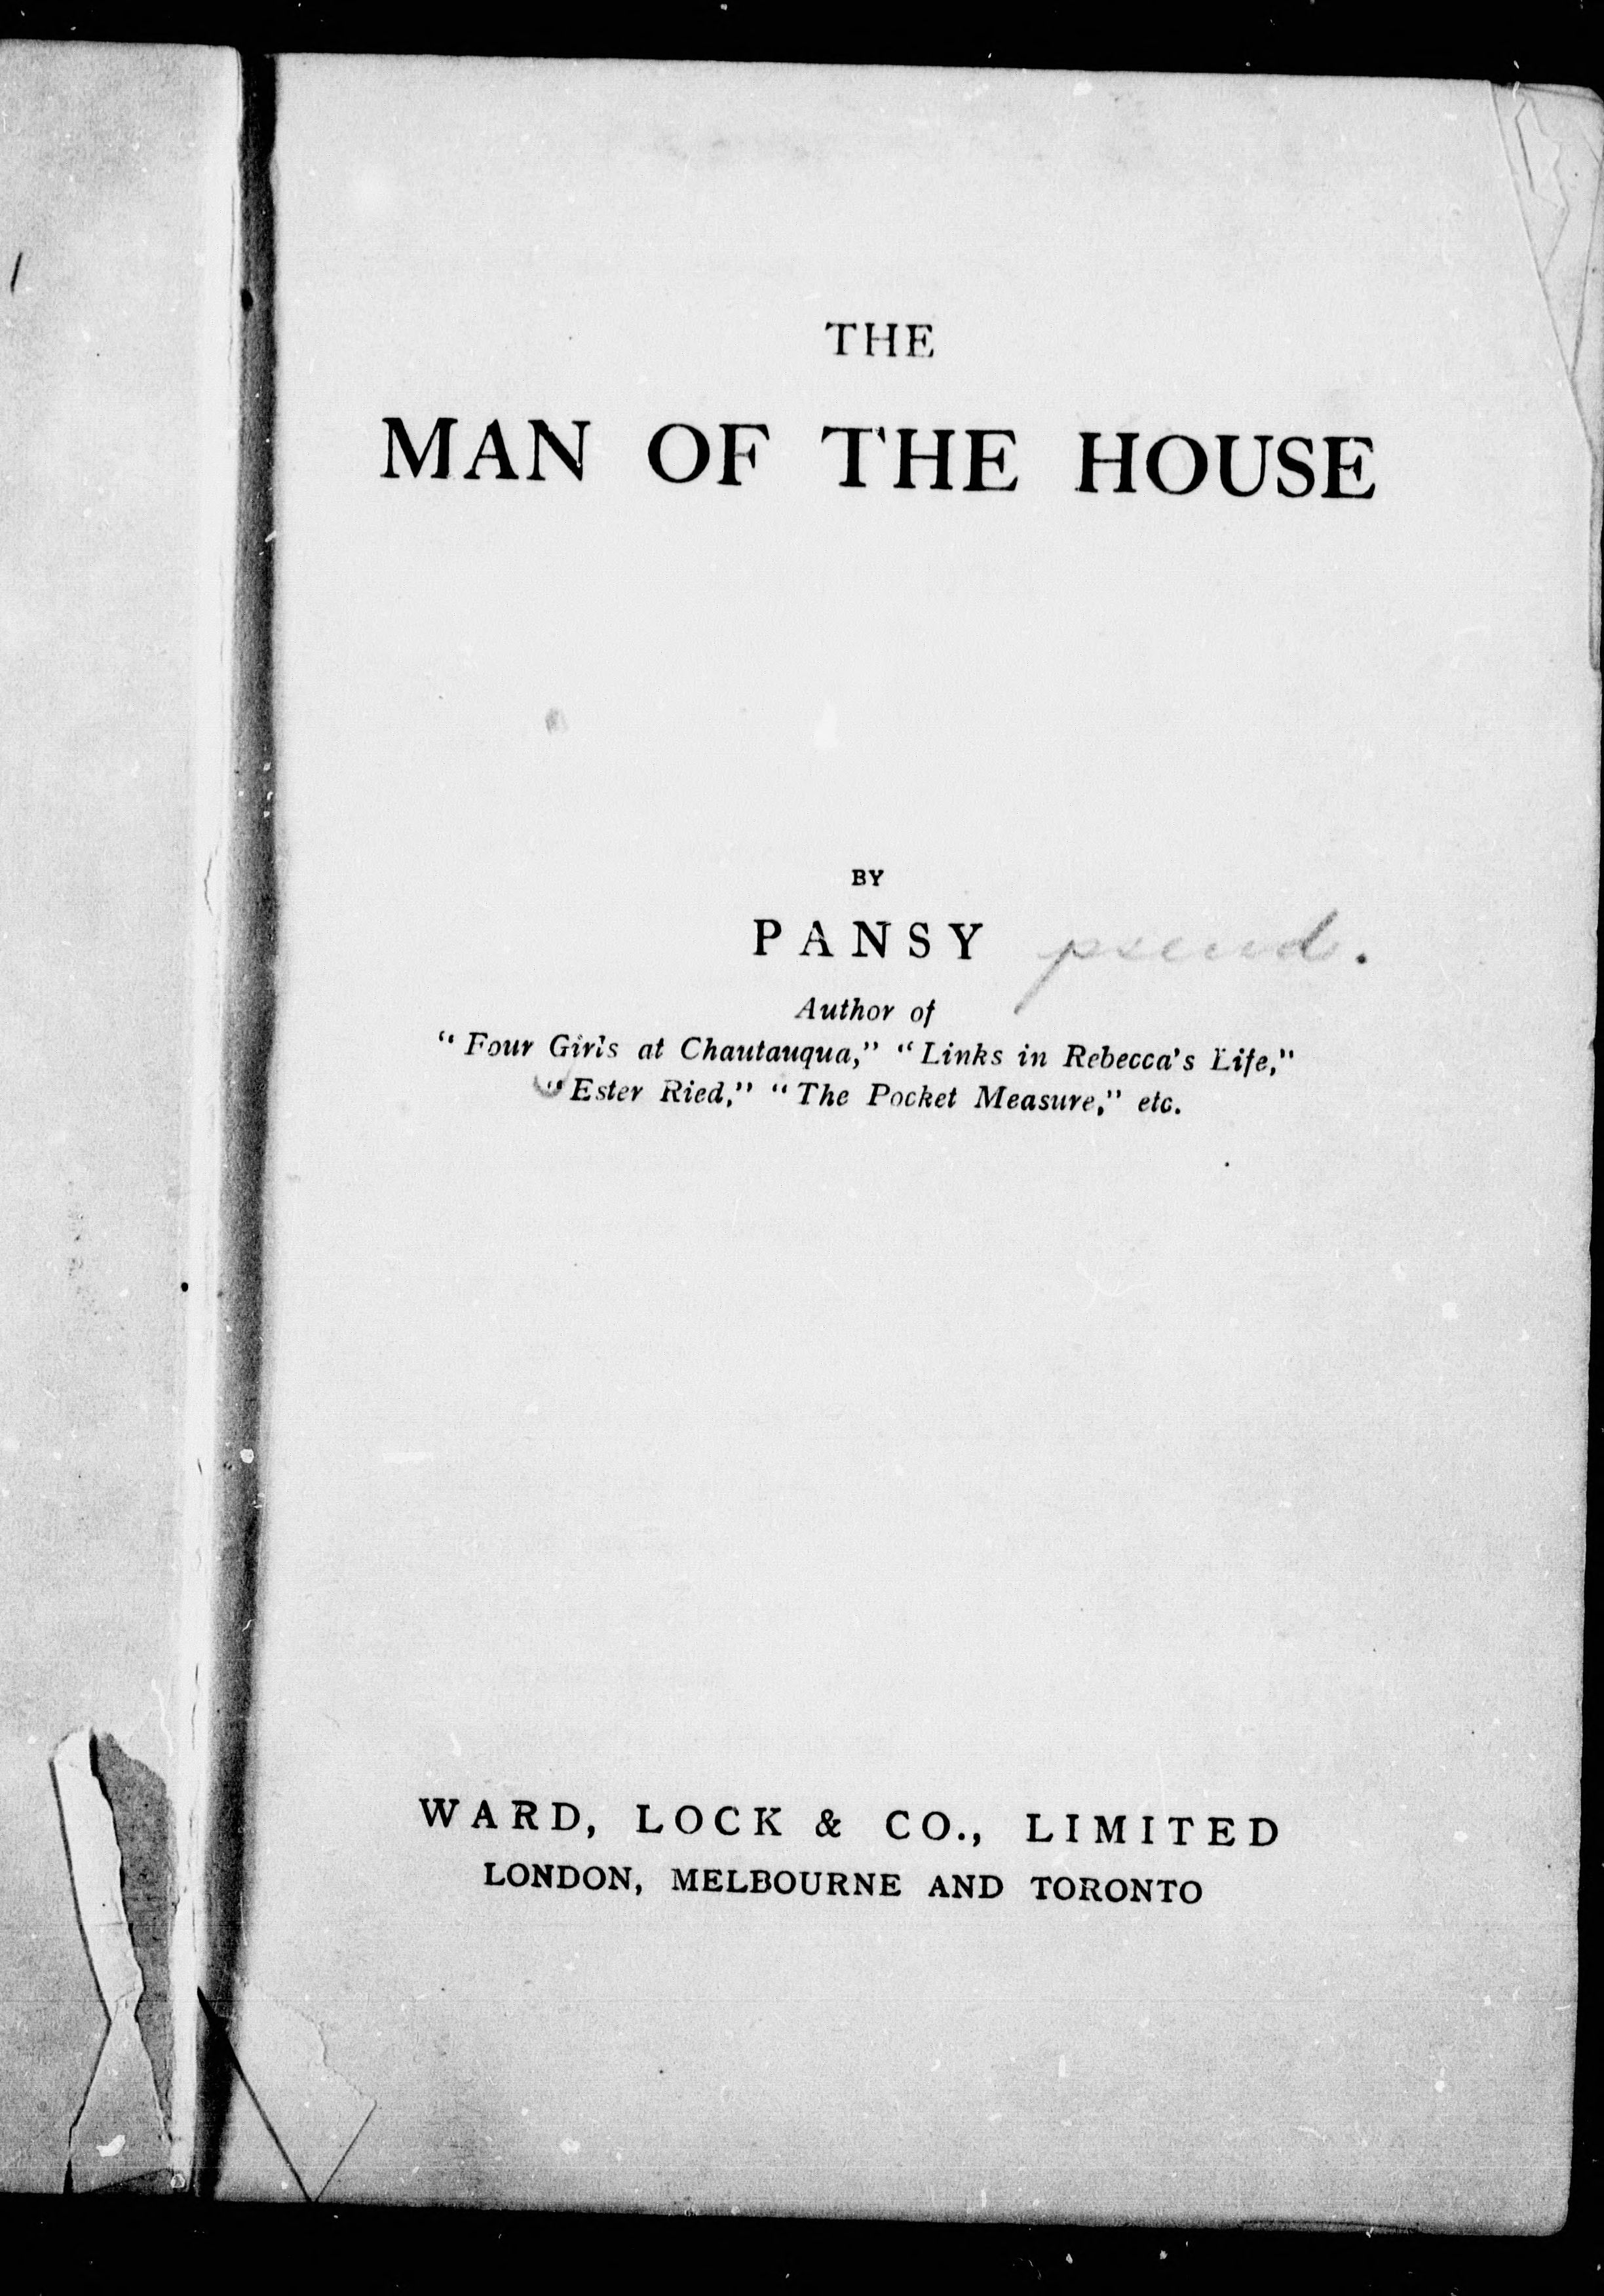 THE
MAN OF THE HOUSE
BY
PANSY pseud.
Author of
"Four Girls at Chautauqua," "Links in Rebecca's Life,"
"Ester Ried," "The Pocket Measure," etc.
WARD, LOCK & CO., LIMITED
LONDON, MELBOURNE AND TORONTO